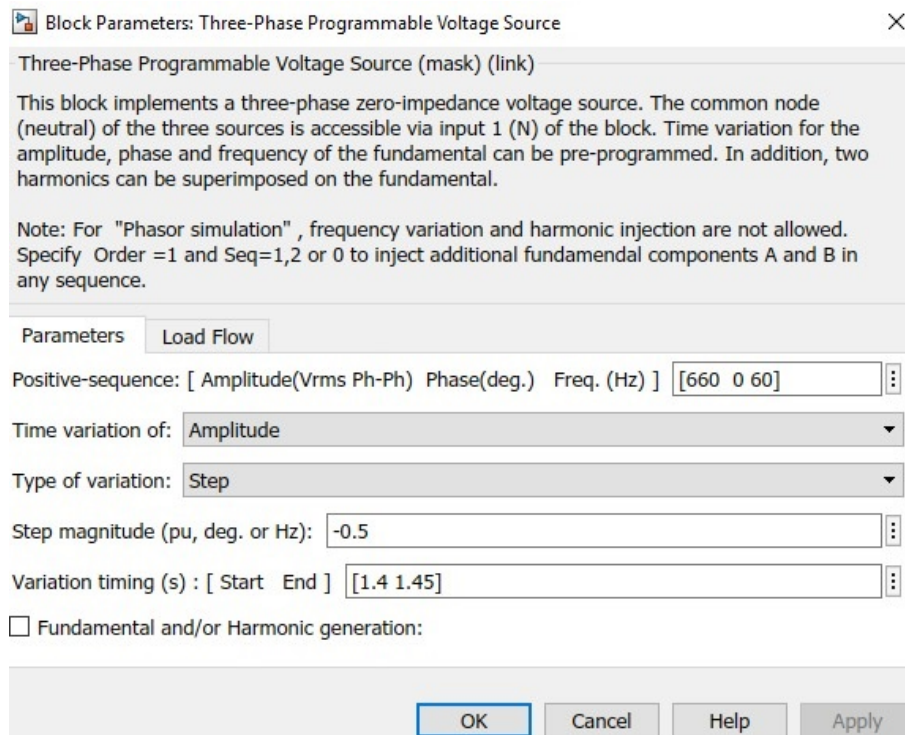 Block Parameters: Three-Phase Programmable Voltage Source
Three-Phase Programmable Voltage Source (mask) (link)
This block implements a three-phase zero-impedance voltage source. The common node
(neutral) of the three sources is accessible via input 1 (N) of the block. Time variation for the
amplitude, phase and frequency of the fundamental can be pre-programmed. In addition, two
harmonics can be superimposed on the fundamental.
Note: For "Phasor simulation" , frequency variation and harmonic injection are not allowed.
Specify Order =1 and Seq=1,2 or 0 to inject additional fundamendal components A and B in
any sequence.
Parameters Load Flow
Positive-sequence: [ Amplitude(Vrms Ph-Ph) Phase(deg.) Freq. (Hz) ] [660 0 60]
Time variation of: Amplitude
Type of variation: Step
Step magnitude (pu, deg. or Hz): -0.5
Variation timing (s) : [ Start End ] [1.4 1.45]
Fundamental and/or Harmonic generation:
OK Cancel Help Apply